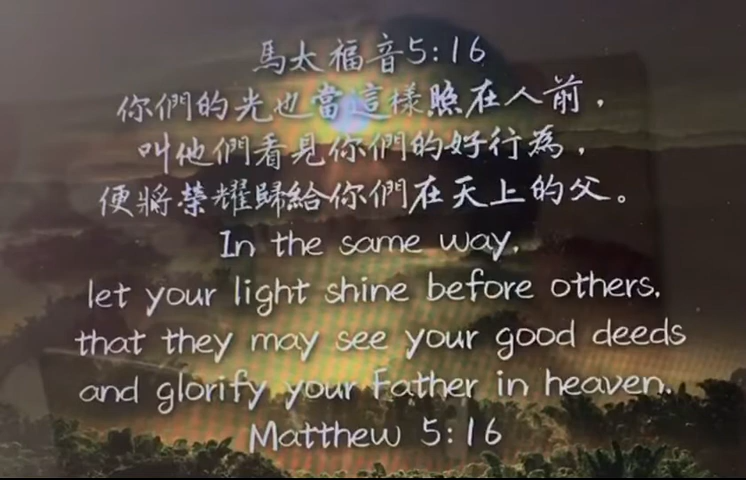 馬太福音5:16
你們的光也當這樣照在人前，
叫他們看見你們的好行為，
便將榮耀歸給你們在天上的父。
In the same way,
let your light shine before others,
that they may see your good deeds
and glorify your Father in heaven.
Matthew 5:16